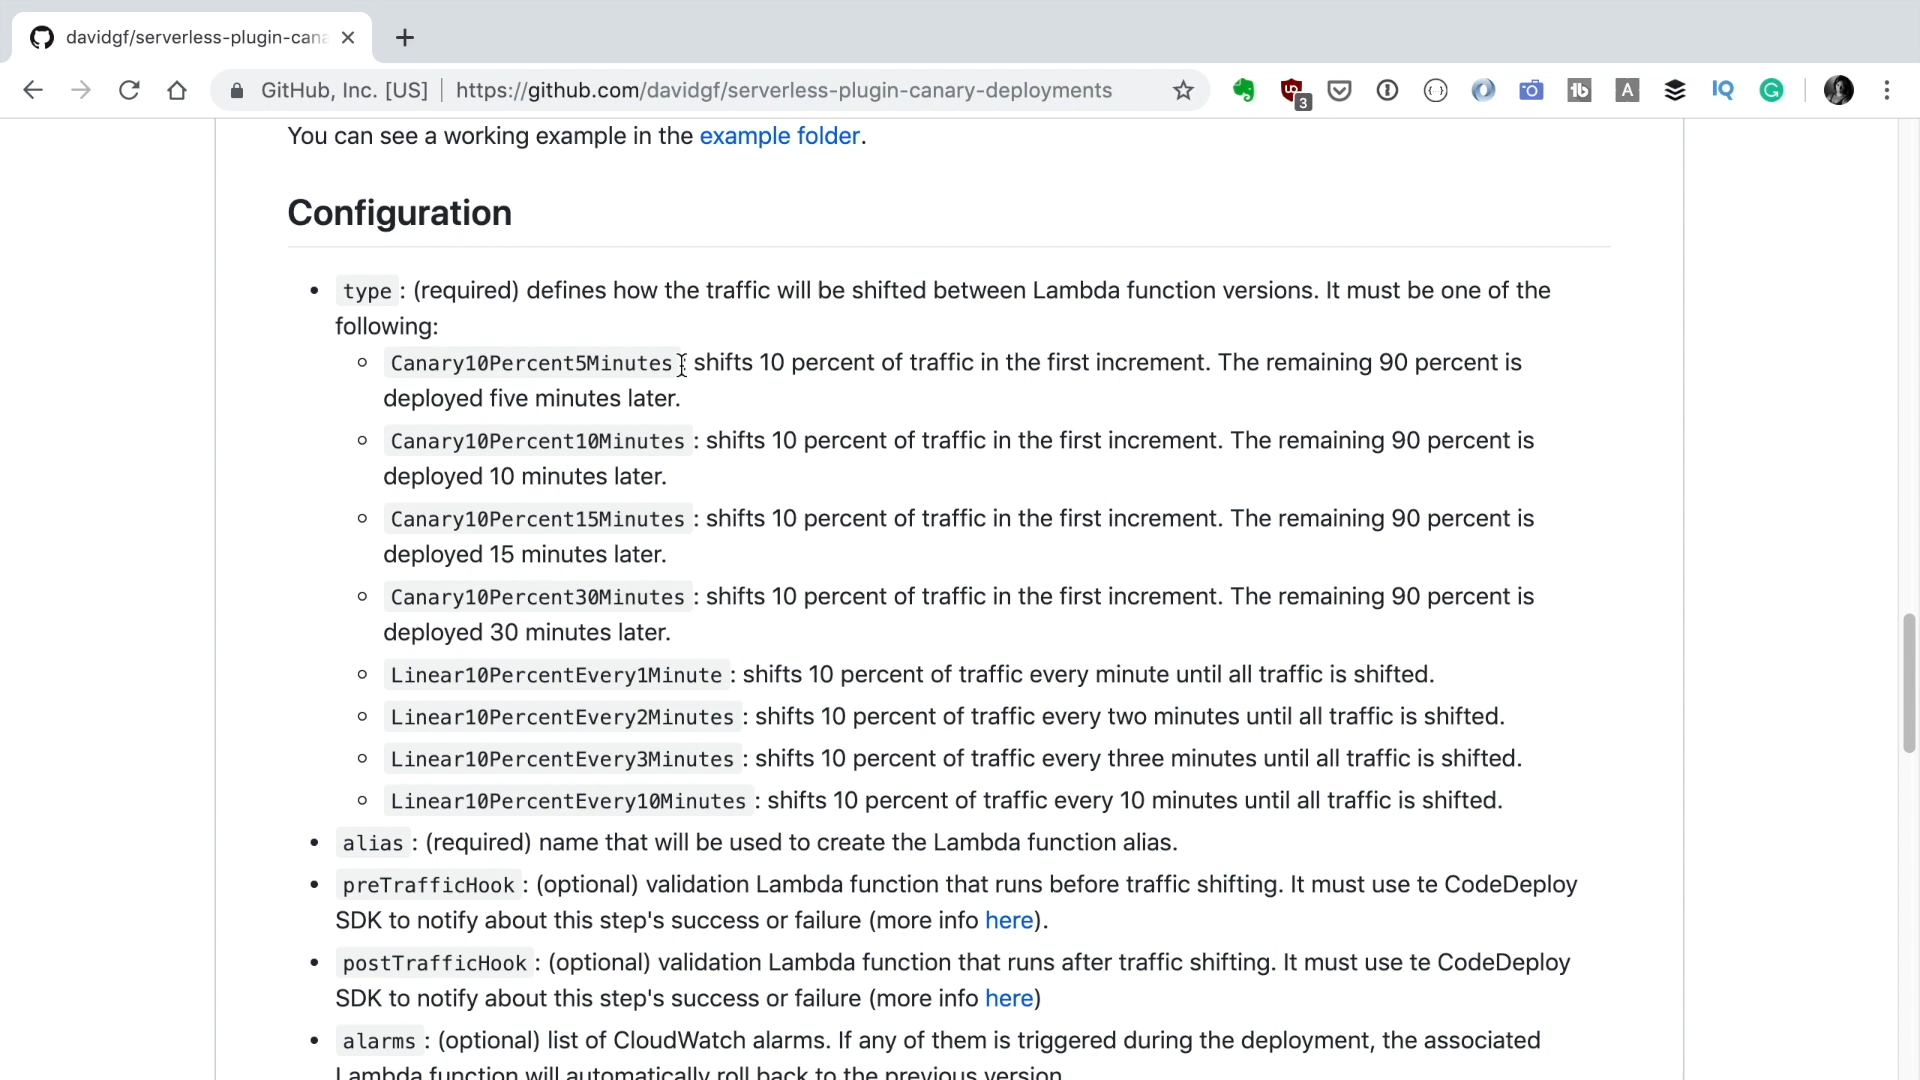 davidgf/serverless-plugin-cana
GitHub, Inc. [US] | https://github.com/davidgf/serverless-plugin-canary-deployments
3
tb
A
IQ
You can see a working example in the example folder.
Configuration
type: (required) defines how the traffic will be shifted between Lambda function versions. It must be one of the
following:
Canary10Percent5Minutes: shifts 10 percent of traffic in the first increment. The remaining 90 percent is
deployed five minutes later.
Canary10Percent10Minutes: shifts 10 percent of traffic in the first increment. The remaining 90 percent is
deployed 10 minutes later.
Canary10Percent15Minutes: shifts 10 percent of traffic in the first increment. The remaining 90 percent is
deployed 15 minutes later.
Canary10Percent30Minutes: shifts 10 percent of traffic in the first increment. The remaining 90 percent is
deployed 30 minutes later.
Linear10PercentEvery1Minute: shifts 10 percent of traffic every minute until all traffic is shifted.
Linear10PercentEvery2Minutes: shifts 10 percent of traffic every two minutes until all traffic is shifted.
Linear10PercentEvery3Minutes: shifts 10 percent of traffic every three minutes until all traffic is shifted.
Linear10PercentEvery10Minutes: shifts 10 percent of traffic every 10 minutes until all traffic is shifted.
alias: (required) name that will be used to create the Lambda function alias.
preTrafficHook: (optional) validation Lambda function that runs before traffic shifting. It must use te CodeDeploy
SDK to notify about this step's success or failure (more info here).
postTrafficHook: (optional) validation Lambda function that runs after traffic shifting. It must use te CodeDeploy
SDK to notify about this step's success or failure (more info here)
alarms: (optional) list of CloudWatch alarms. If any of them is triggered during the deployment, the associated
Lambda function will automatically roll back to the previous version.